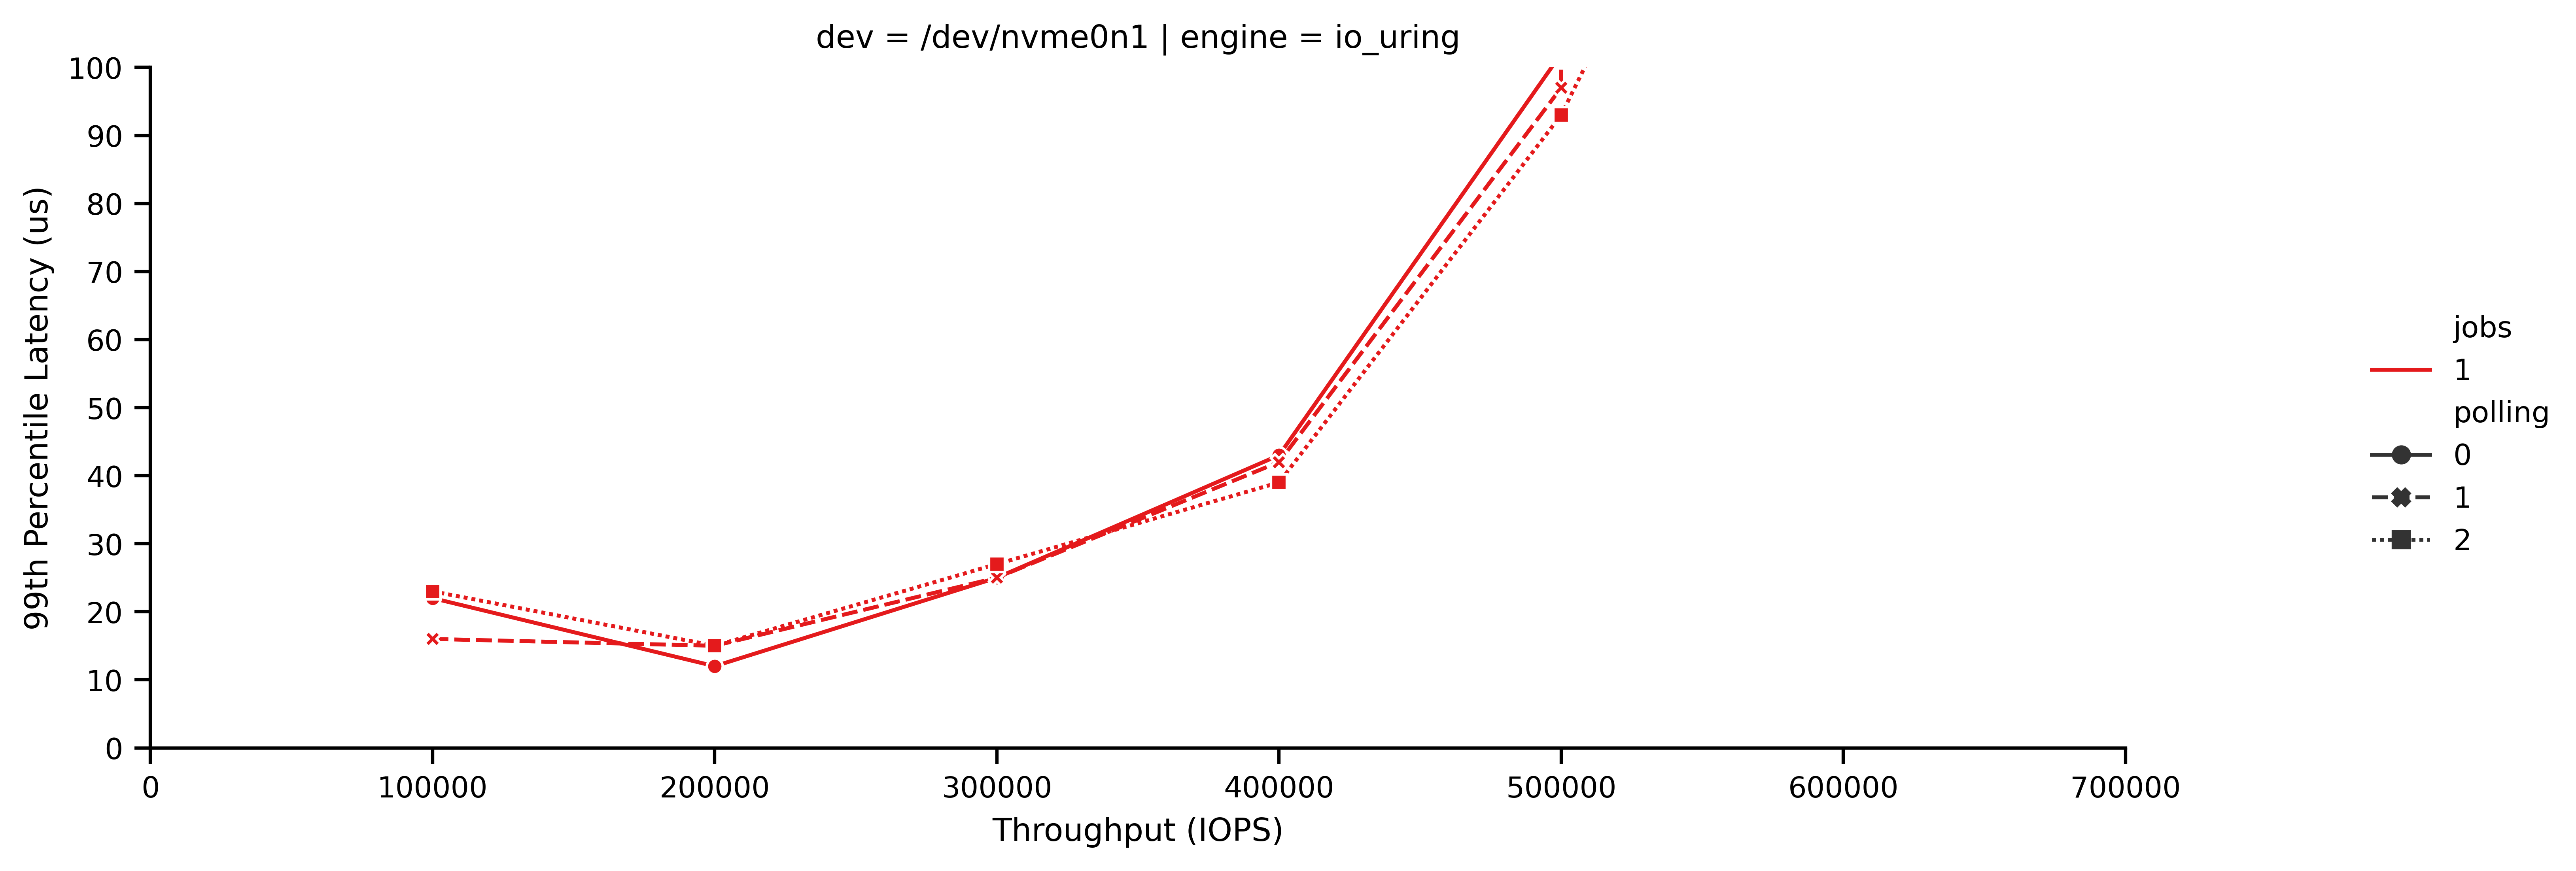 dev = /dev/nvme0n1 | engine = io_uring
99th Percentile Latency (us)
100
90
80
70
60
50
40
30
20
10
0
0 100000 200000 300000 400000 500000 600000 700000
Throughput (IOPS)
jobs
1
polling
0
1
2